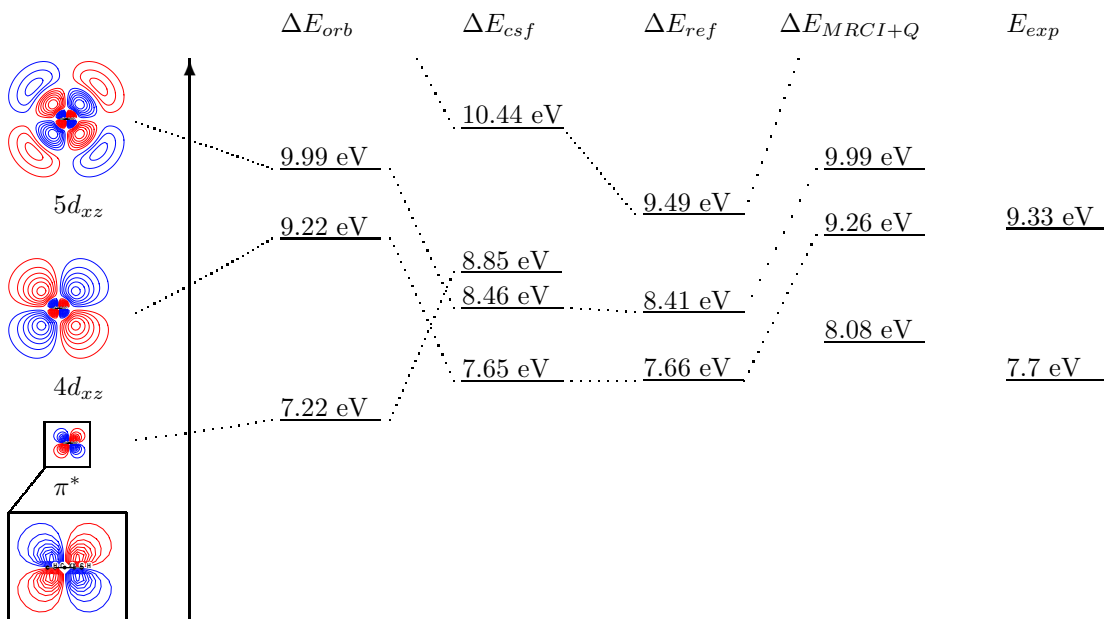 ΔE_orb ΔE_csf ΔE_ref ΔE_MRCI+Q E_exp
10.44 eV
9.99 eV 9.99 eV
5d_xz 9.49 eV
9.22 eV 9.26 eV 9.33 eV
8.85 eV
8.46 eV 8.41 eV
8.08 eV
4d_xz 7.65 eV 7.66 eV 7.7 eV
7.22 eV
π*